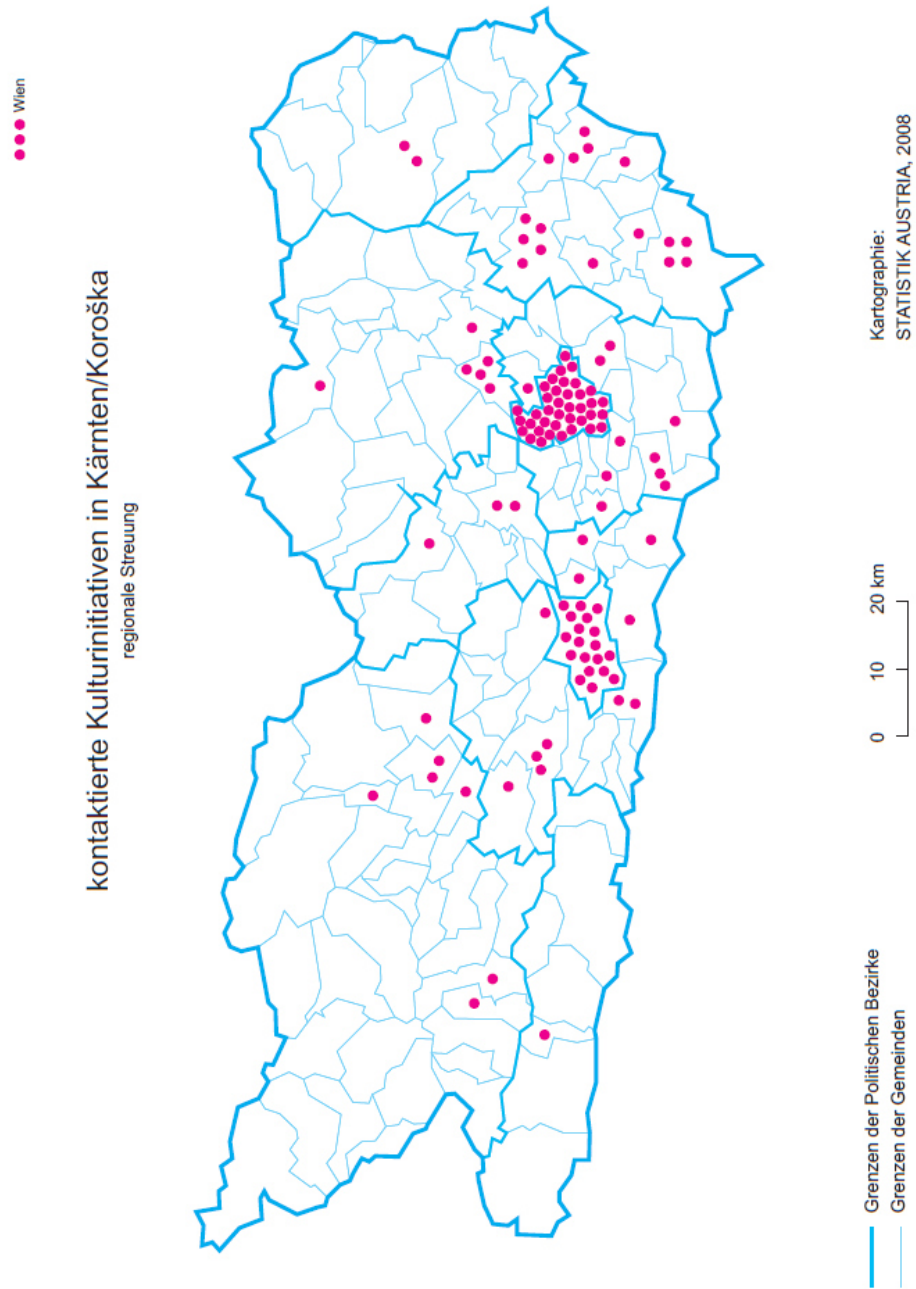 kontaktierte Kulturinitiativen in Kärnten/Koroška
regionale Streuung
Wien
Grenzen der Politischen Bezirke
Grenzen der Gemeinden
0 10 20 km
Kartographie:
STATISTIK AUSTRIA, 2008